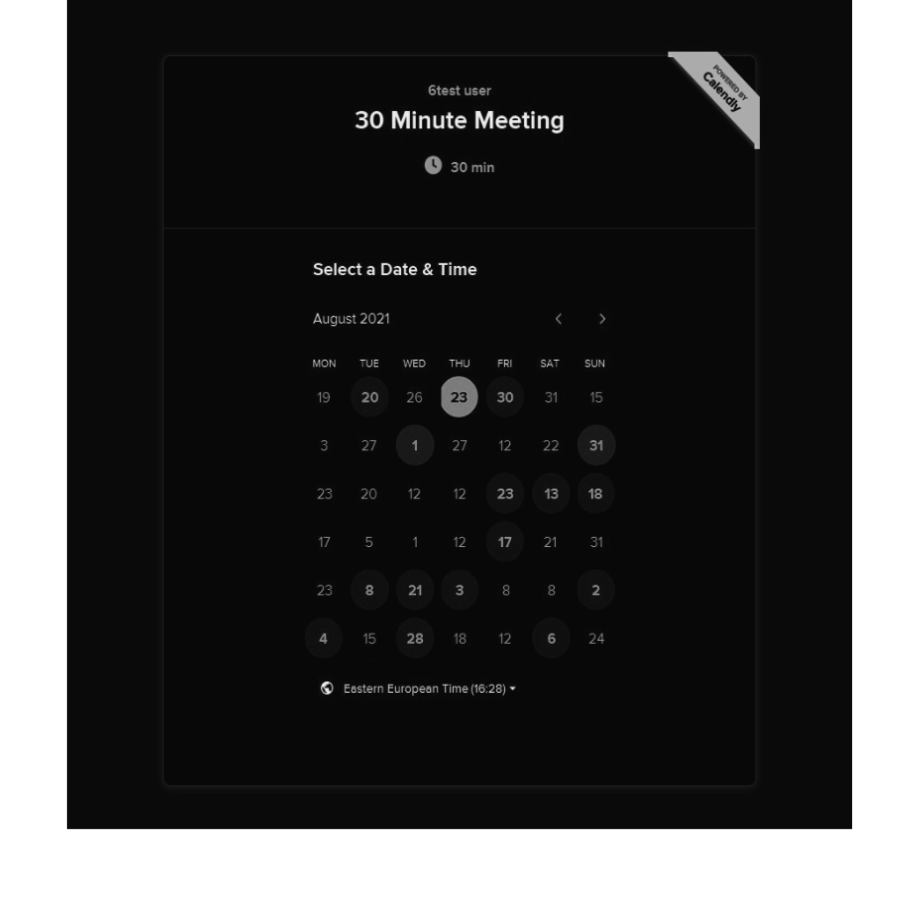 POWERED BY
Calendly
6test user
30 Minute Meeting
30 min
Select a Date & Time
August 2021
MON TUE WED THU FRI SAT SUN
19 20 26 23 30 31 15
3 27 1 27 12 22 31
23 20 12 12 23 13 18
17 5 1 12 17 21 31
23 8 21 3 8 8 2
4 15 28 18 12 6 24
Eastern European Time (16:28)